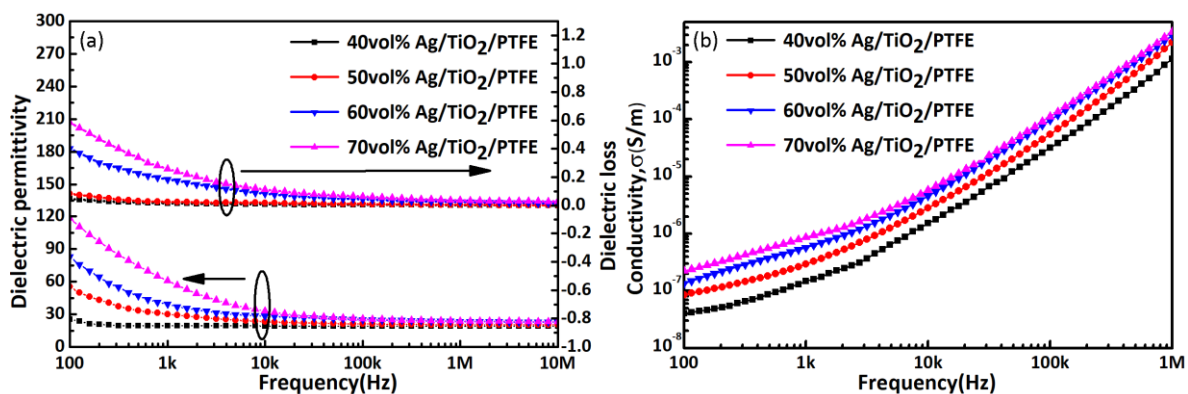 (a)
40vol% Ag/TiO2/PTFE
50vol% Ag/TiO2/PTFE
60vol% Ag/TiO2/PTFE
70vol% Ag/TiO2/PTFE
Dielectric permittivity
300
270
240
210
180
150
120
90
60
30
0
1.2
1.0
0.8
0.6
0.4
0.2
0.0
-0.2
-0.4
-0.6
-0.8
-1.0
Dielectric loss
100 1k 10k 100k 1M 10M
Frequency(Hz)
(b)
40vol% Ag/TiO2/PTFE
50vol% Ag/TiO2/PTFE
60vol% Ag/TiO2/PTFE
70vol% Ag/TiO2/PTFE
Conductivity,σ(S/m)
10-3
10-4
10-5
10-6
10-7
10-8
100 1k 10k 100k 1M
Frequency(Hz)